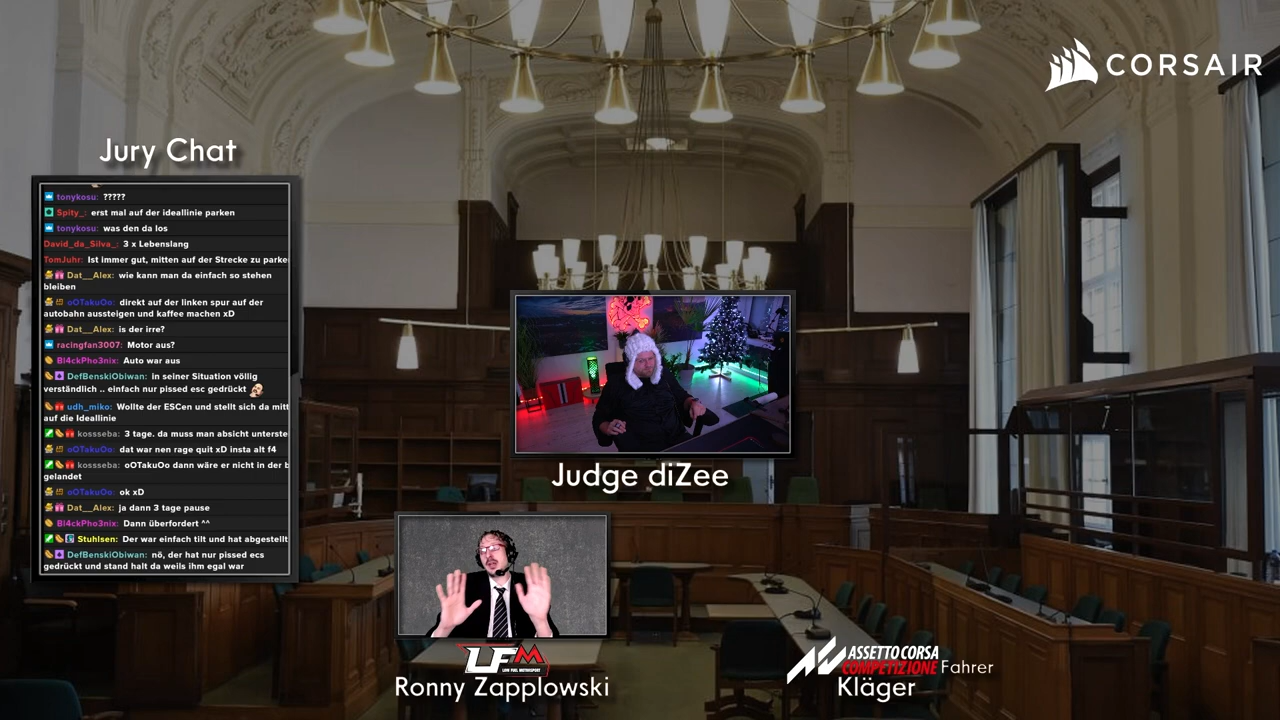 CORSAIR
Jury Chat
tonykosu: ?????
Spity_: erst mal auf der ideallinie parken
tonykosu: was den da los
David_da_Silva_: 3 x Lebenslang
TomJuhr: Ist immer gut, mitten auf der Strecke zu parke
Dat__Alex: wie kann man da einfach so stehen
bleiben
oOTakuOo: direkt auf der linken spur auf der
autobahn aussteigen und kaffee machen xD
Dat__Alex: is der irre?
racingfan3007: Motor aus?
Bl4ckPho3nix: Auto war aus
DefBenskiObiwan: in seiner Situation völlig
verständlich .. einfach nur pissed esc gedrückt
udh_miko: Wollte der ESCen und stellt sich da mitt
auf die Ideallinie
kossseba: 3 tage. da muss man absicht unterste
oOTakuOo: dat war nen rage quit xD insta alt f4
kossseba: oOTakuOo dann wäre er nicht in der b
gelandet
oOTakuOo: ok xD
Dat__Alex: ja dann 3 tage pause
Bl4ckPho3nix: Dann überfordert ^^
Stuhlsen: Der war einfach tilt und hat abgestellt
DefBenskiObiwan: nö, der hat nur pissed ecs
gedrückt und stand halt da weils ihm egal war
Judge diZee
LFM
LOW FUEL MOTORSPORT
Ronny Zapplowski
ASSETTO CORSA
COMPETIZIONE Fahrer
Kläger